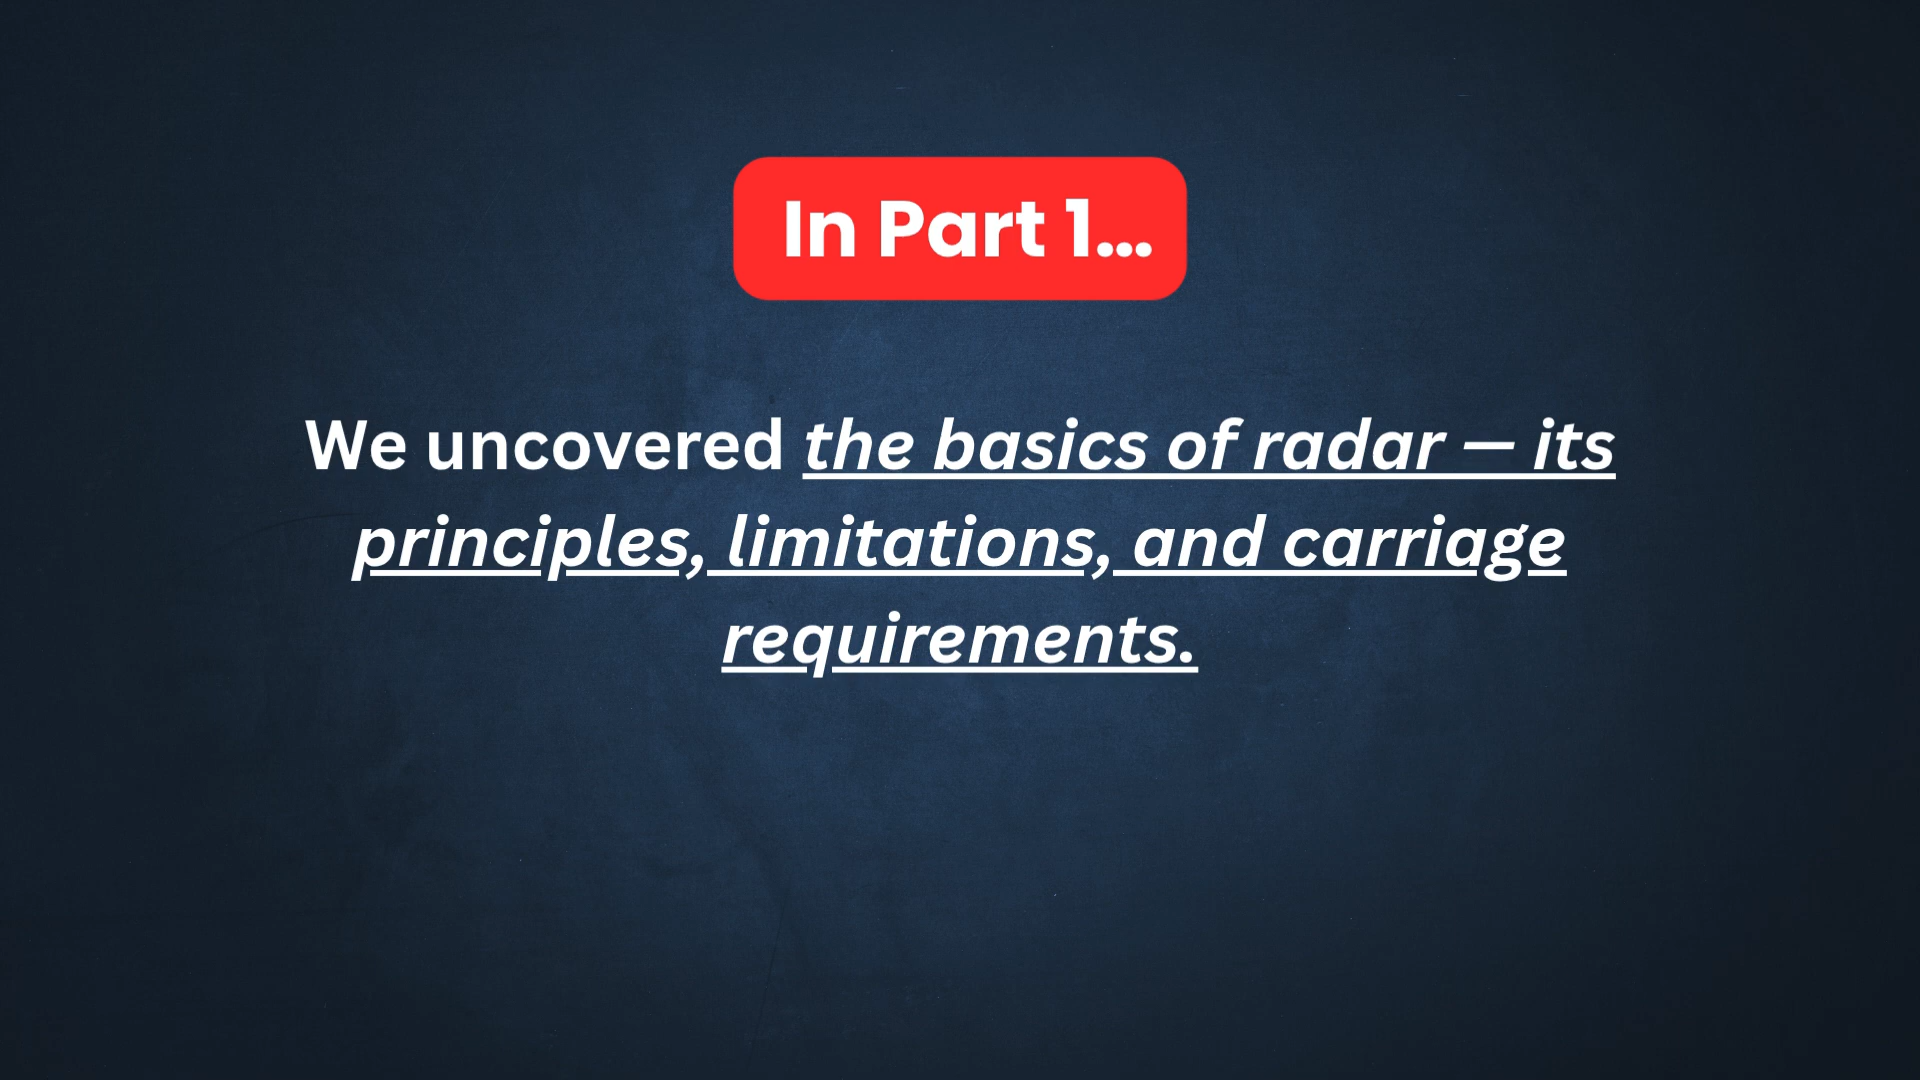 In Part 1...
We uncovered the basics of radar — its
principles, limitations, and carriage
requirements.